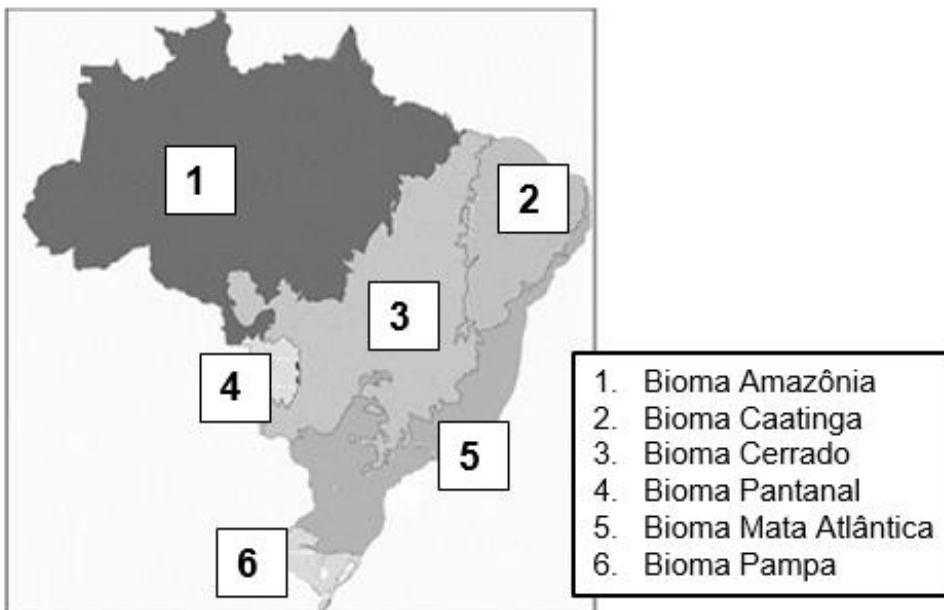 1
2
3
4
5
6
1. Bioma Amazônia
2. Bioma Caatinga
3. Bioma Cerrado
4. Bioma Pantanal
5. Bioma Mata Atlântica
6. Bioma Pampa